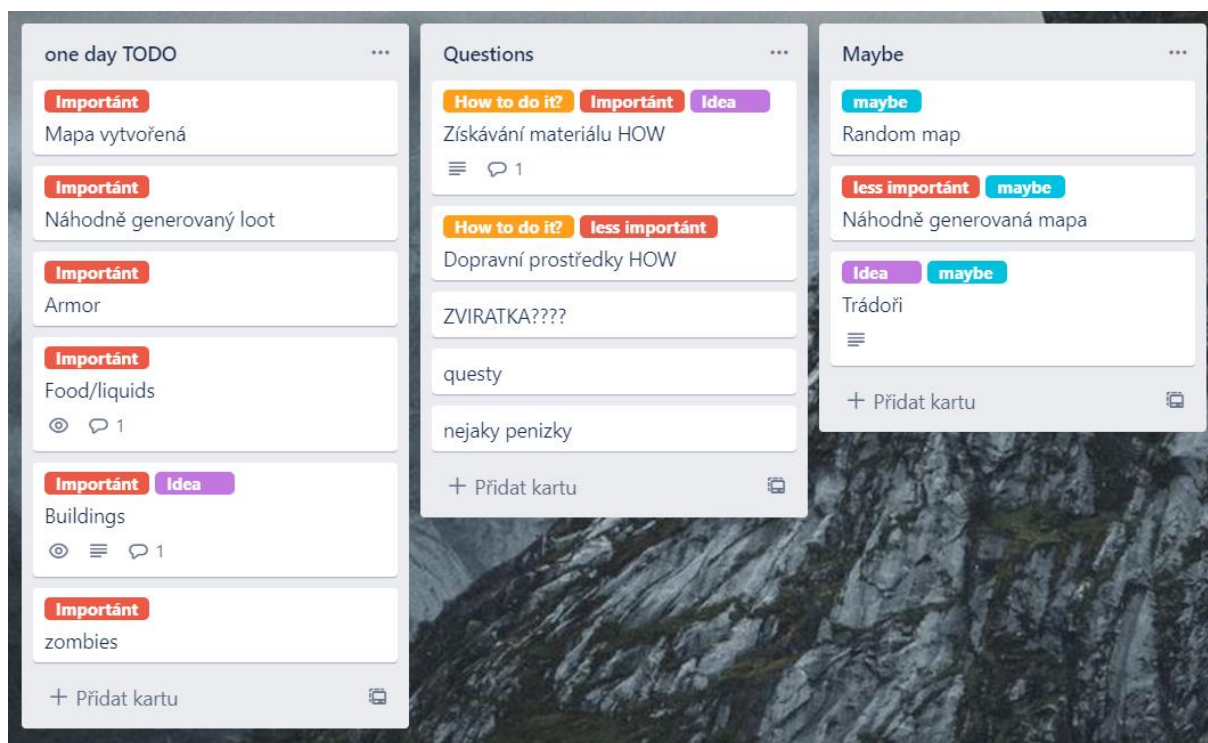 one day TODO
Importánt
Mapa vytvořená
Importánt
Náhodně generovaný loot
Importánt
Armor
Importánt
Food/liquids
1
Importánt Idea
Buildings
1
Importánt
zombies
+ Přidat kartu
Questions
How to do it? Importánt Idea
Získávání materiálu HOW
1
How to do it? less importánt
Dopravní prostředky HOW
ZVIRATKA????
questy
nejaky penizky
+ Přidat kartu
Maybe
maybe
Random map
less importánt maybe
Náhodně generovaná mapa
Idea maybe
Trádoři
+ Přidat kartu